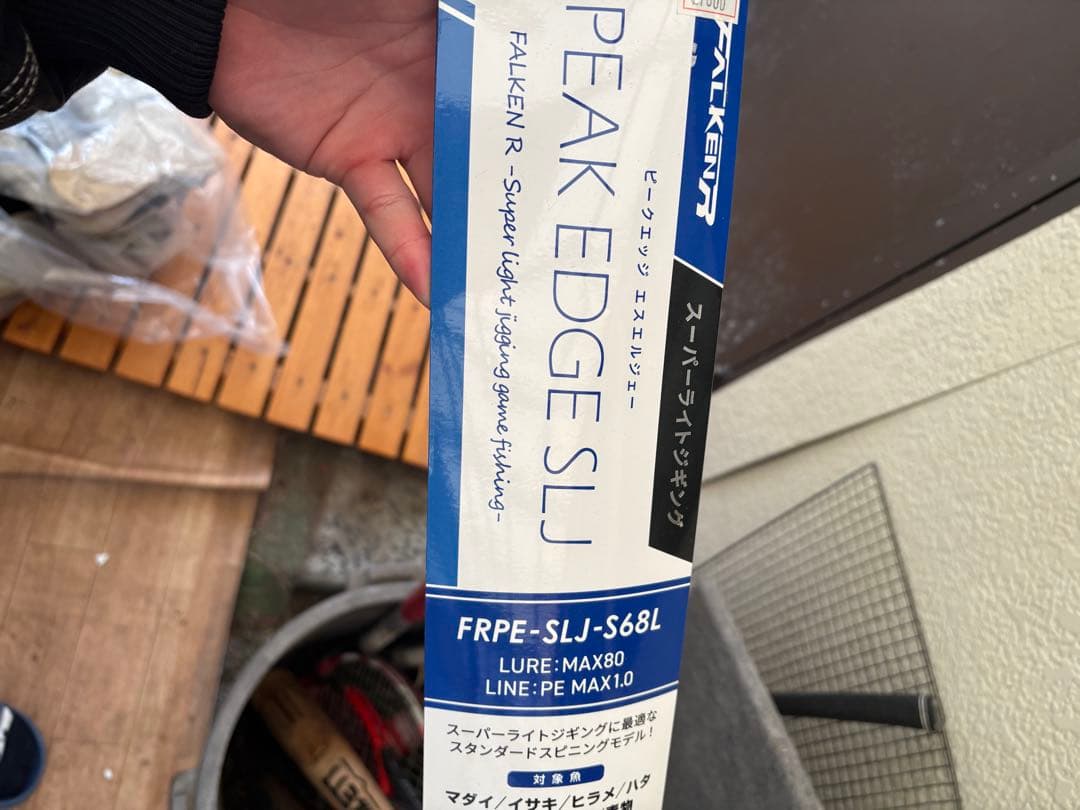 FALKENR
スーパーライトジギング
ピークエッジ エスエルジェー
PEAK EDGE SLJ
FALKEN R -Super light jigging game fishing-
FRPE-SLJ-S68L
LURE:MAX80
LINE:PE MAX1.0
スーパーライトジギングに最適な
スタンダードスピニングモデル!
対象魚
マダイ/イサキ/ヒラメ/ハタ
青物